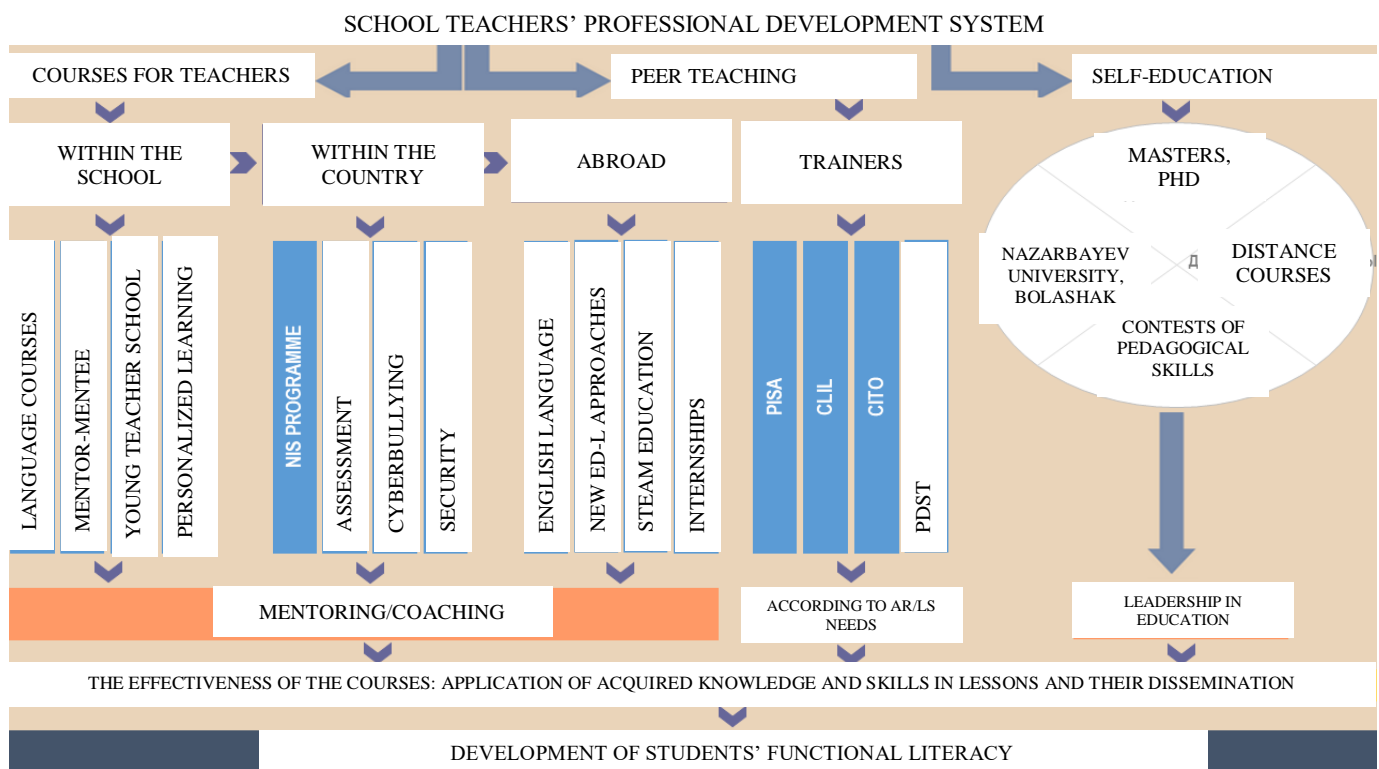 SCHOOL TEACHERS’ PROFESSIONAL DEVELOPMENT SYSTEM
COURSES FOR TEACHERS
PEER TEACHING
SELF-EDUCATION
WITHIN THE
SCHOOL
WITHIN THE
COUNTRY
ABROAD
TRAINERS
MASTERS,
PHD
NAZARBAYEV
UNIVERSITY,
BOLASHAK
DISTANCE
COURSES
CONTESTS OF
PEDAGOGICAL
SKILLS
LANGUAGE COURSES
MENTOR-MENTEE
YOUNG TEACHER SCHOOL
PERSONALIZED LEARNING
NIS PROGRAMME
ASSESSMENT
CYBERBULLYING
SECURITY
ENGLISH LANGUAGE
NEW ED-L APPROACHES
STEAM EDUCATION
INTERNSHIPS
PISA
CLIL
CITO
PDST
MENTORING/COACHING
ACCORDING TO AR/LS
NEEDS
LEADERSHIP IN
EDUCATION
THE EFFECTIVENESS OF THE COURSES: APPLICATION OF ACQUIRED KNOWLEDGE AND SKILLS IN LESSONS AND THEIR DISSEMINATION
DEVELOPMENT OF STUDENTS’ FUNCTIONAL LITERACY